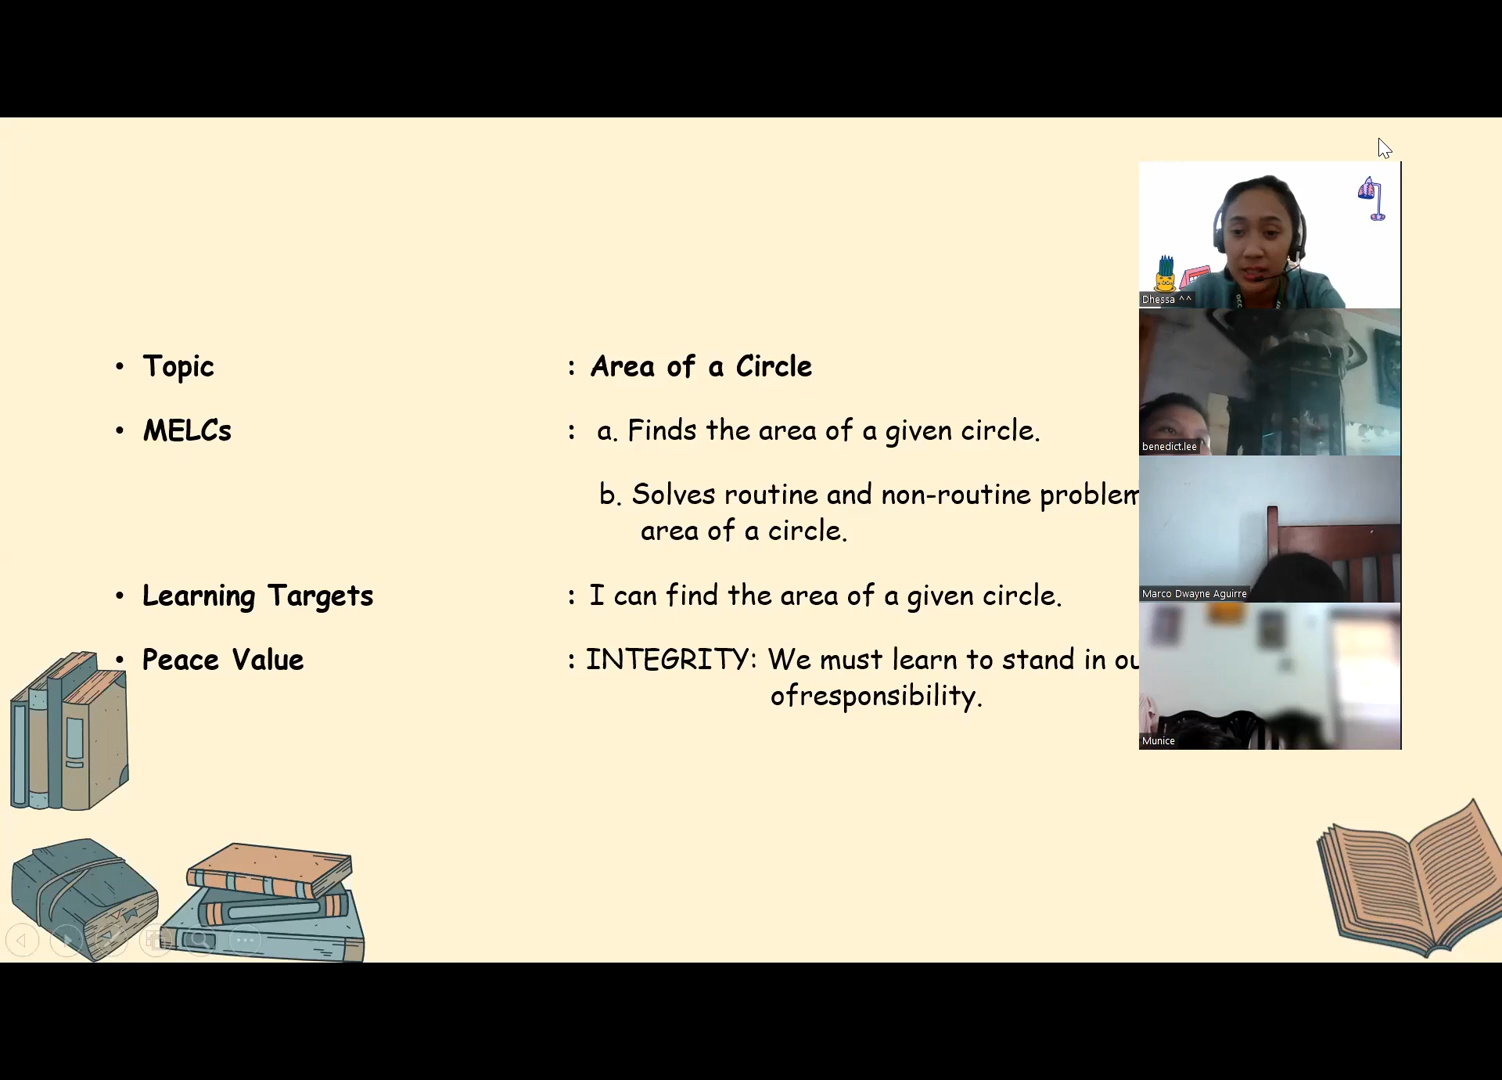 Dhessa ^^
• Topic : Area of a Circle
• MELCs : a. Finds the area of a given circle.
benedict.lee
b. Solves routine and non-routine problem
area of a circle.
• Learning Targets : I can find the area of a given circle.
Marco Dwayne Aguirre
• Peace Value : INTEGRITY: We must learn to stand in ou
ofresponsibility.
Munice